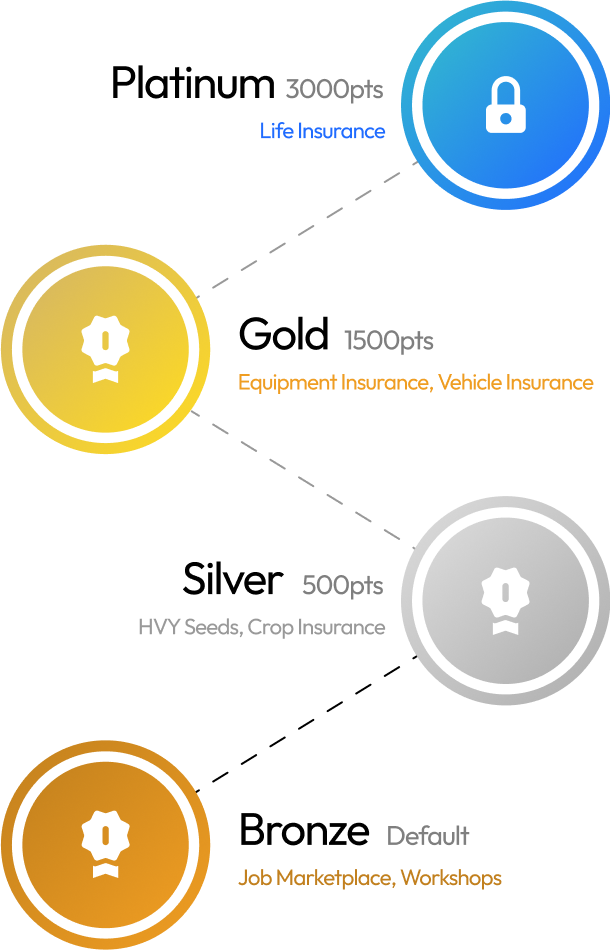 Platinum 3000pts
Life Insurance
Gold 1500pts
Equipment Insurance, Vehicle Insurance
Silver 500pts
HVY Seeds, Crop Insurance
Bronze Default
Job Marketplace, Workshops